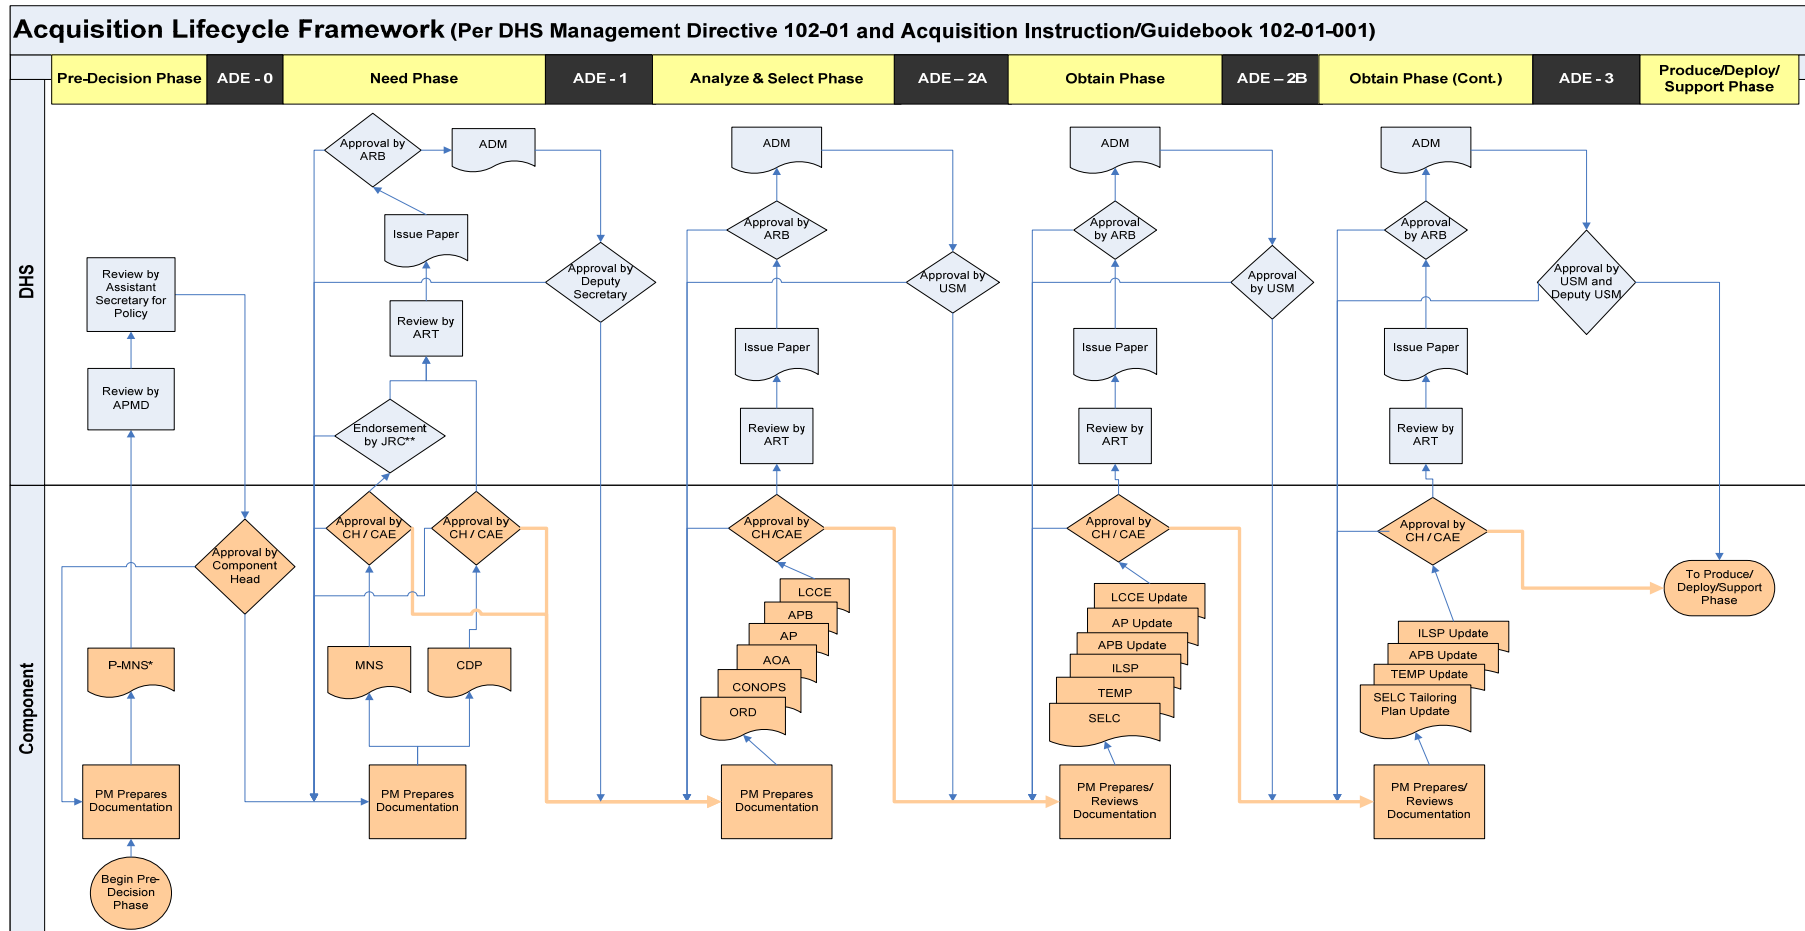 Acquisition Lifecycle Framework (Per DHS Management Directive 102-01 and Acquisition Instruction/Guidebook 102-01-001)
Pre-Decision Phase
ADE - 0
Need Phase
ADE - 1
Analyze & Select Phase
ADE – 2A
Obtain Phase
ADE – 2B
Obtain Phase (Cont.)
ADE - 3
Produce/Deploy/
Support Phase
DHS
Review by
Assistant
Secretary for
Policy
Review by
APMD
Approval by
ARB
ADM
Issue Paper
Approval by
Deputy
Secretary
Review by
ART
Endorsement
by JRC**
ADM
Approval by
ARB
Approval by
USM
Issue Paper
Review by
ART
ADM
Approval
by ARB
Approval
by USM
Issue Paper
Review by
ART
ADM
Approval
by ARB
Approval by
USM and
Deputy USM
Issue Paper
Review by
ART
Component
Approval by
Component
Head
P-MNS*
PM Prepares
Documentation
Begin Pre-
Decision
Phase
Approval by
CH / CAE
Approval by
CH / CAE
MNS
CDP
PM Prepares
Documentation
Approval by
CH /CAE
LCCE
APB
AP
AOA
CONOPS
ORD
PM Prepares
Documentation
Approval by
CH / CAE
LCCE Update
AP Update
APB Update
ILSP
TEMP
SELC
PM Prepares/
Reviews
Documentation
Approval by
CH / CAE
ILSP Update
APB Update
TEMP Update
SELC Tailoring
Plan Update
PM Prepares/
Reviews
Documentation
To Produce/
Deploy/Support
Phase